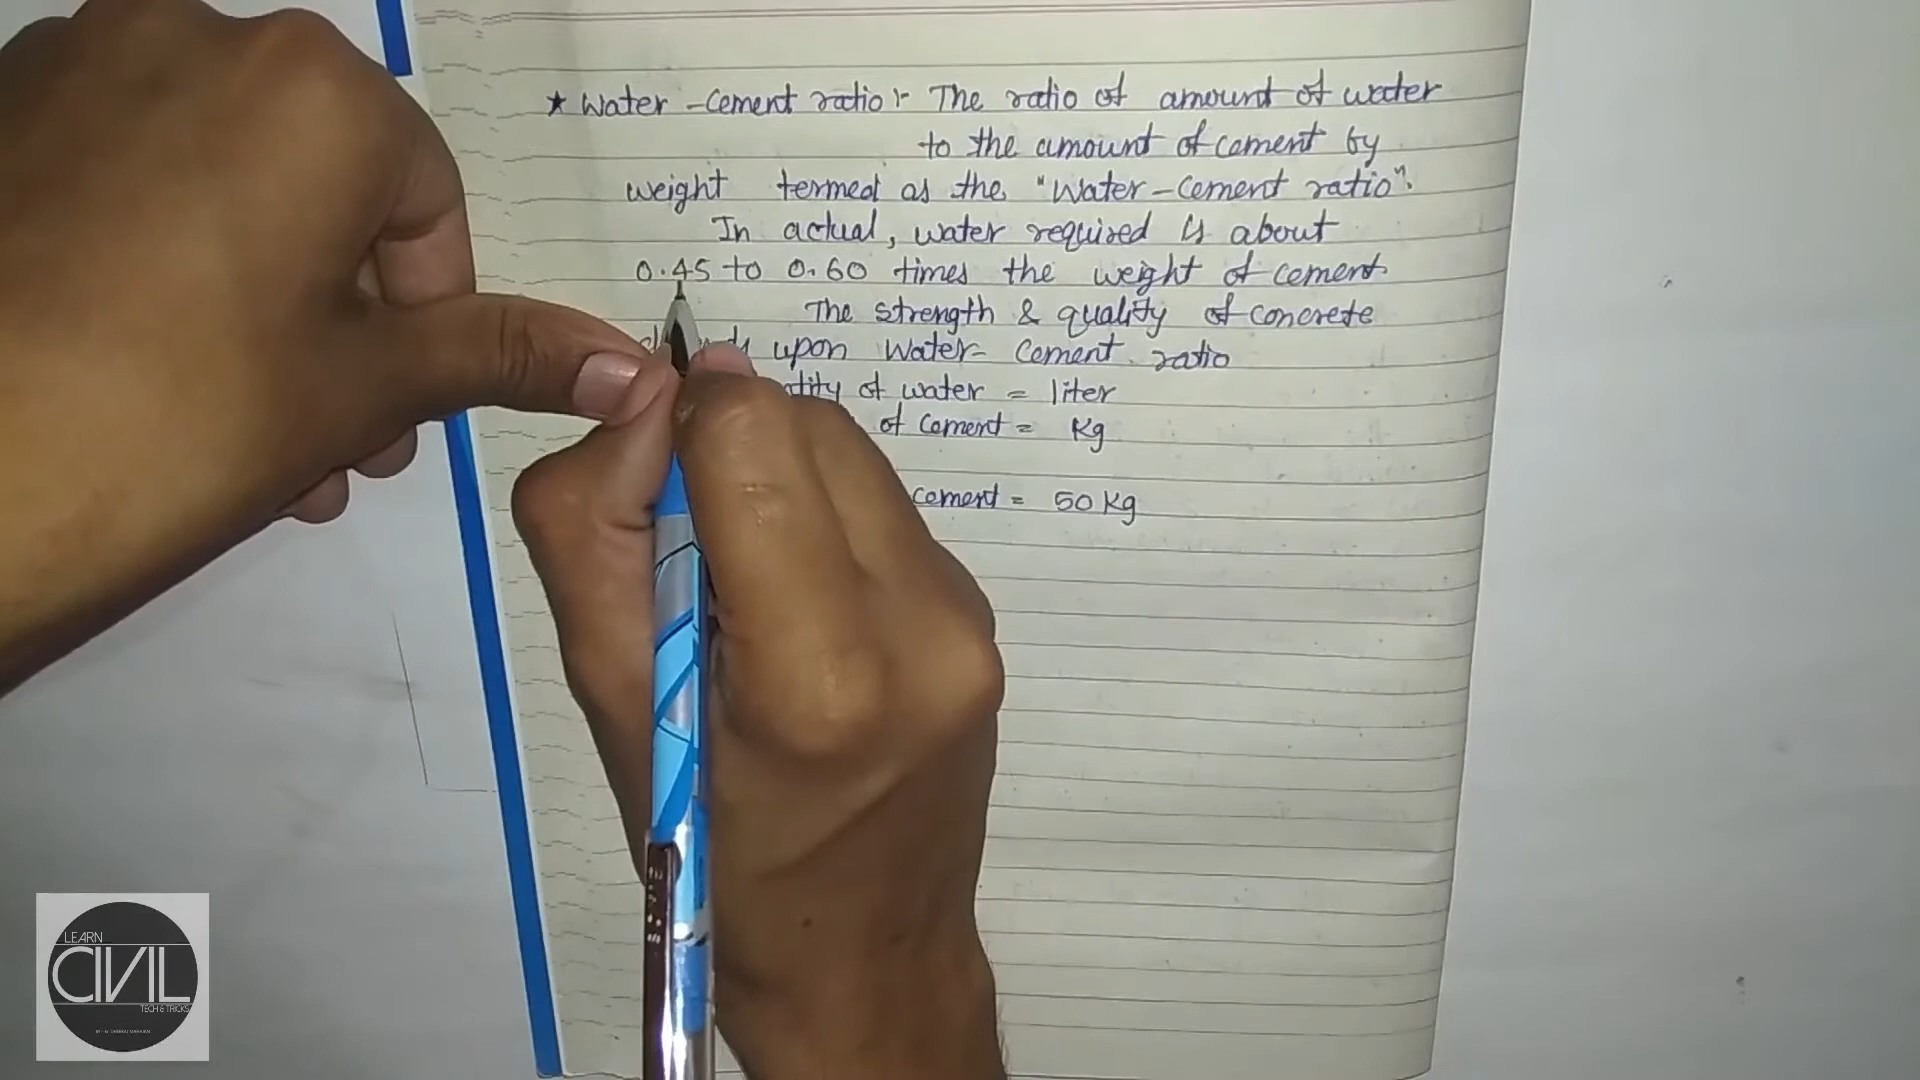 ★ Water-Cement ratio:- The ratio of amount of water
to the amount of cement by
weight termed as the "Water-Cement ratio".
In actual, water required is about
0.45 to 0.60 times the weight of cement
The strength & quality of concrete
upon Water-Cement ratio
of water = liter
of Cement = Kg
cement = 50 Kg
LEARN
CIVIL
TECH & TRICKS